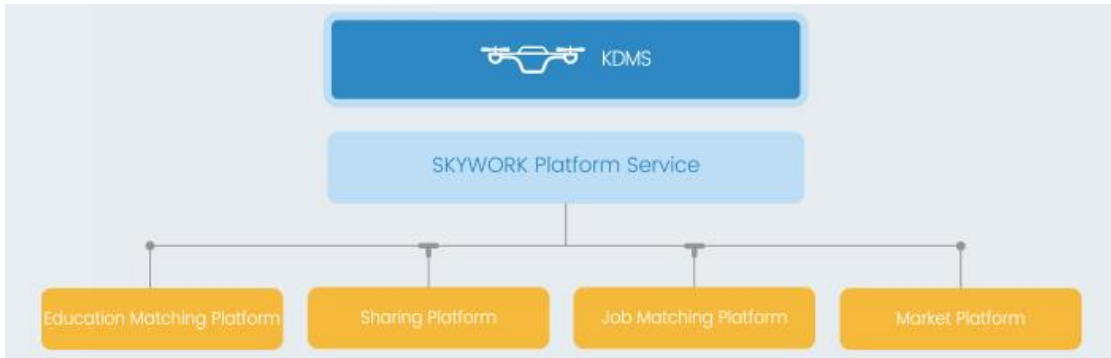 KDMS
SKYWORK Platform Service
Education Matching Platform
Sharing Platform
Job Matching Platform
Market Platform